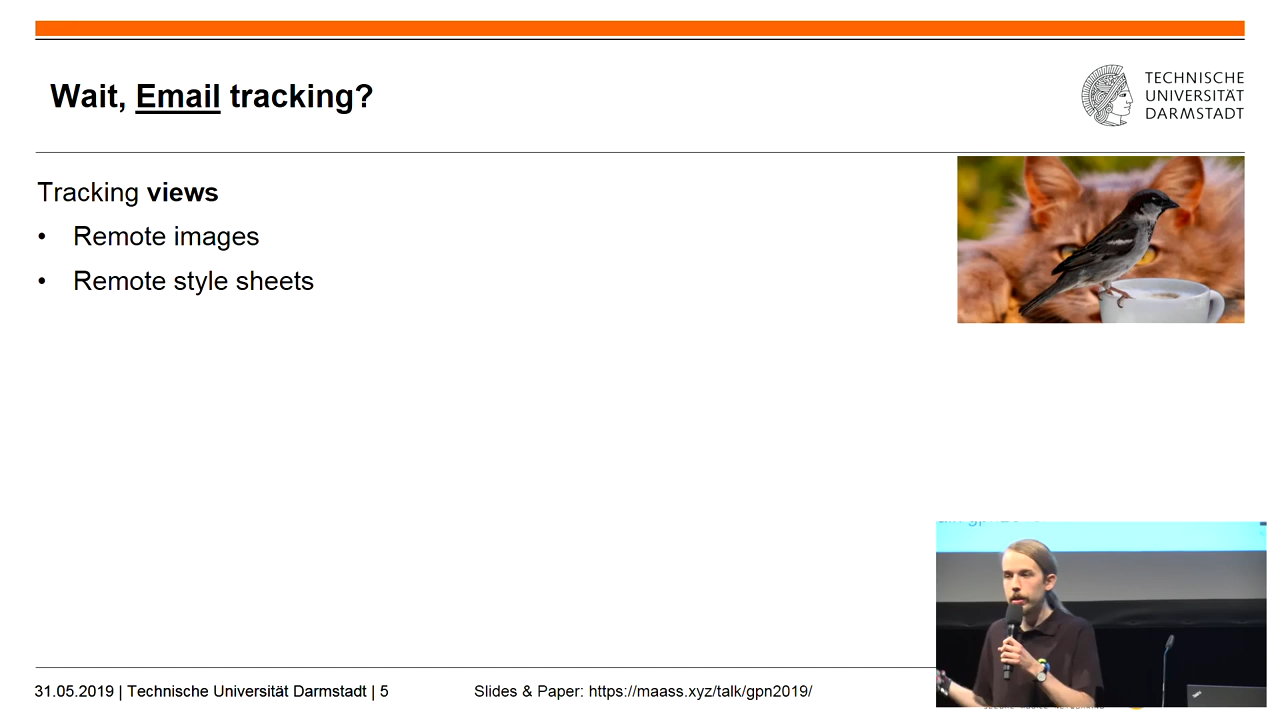 Wait, Email tracking?
TECHNISCHE
UNIVERSITÄT
DARMSTADT
Tracking views
• Remote images
• Remote style sheets
31.05.2019 | Technische Universität Darmstadt | 5
Slides & Paper: https://maass.xyz/talk/gpn2019/